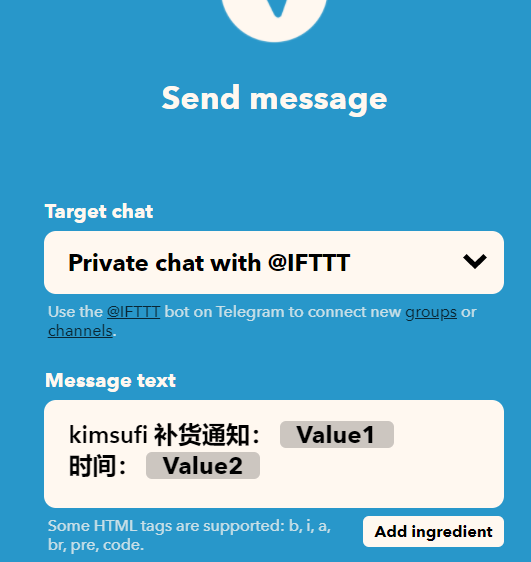 Send message
Target chat
Private chat with @IFTTT
Use the @IFTTT bot on Telegram to connect new groups or
channels.
Message text
kimsufi 补货通知： Value1
时间： Value2
Some HTML tags are supported: b, i, a,
br, pre, code.
Add ingredient